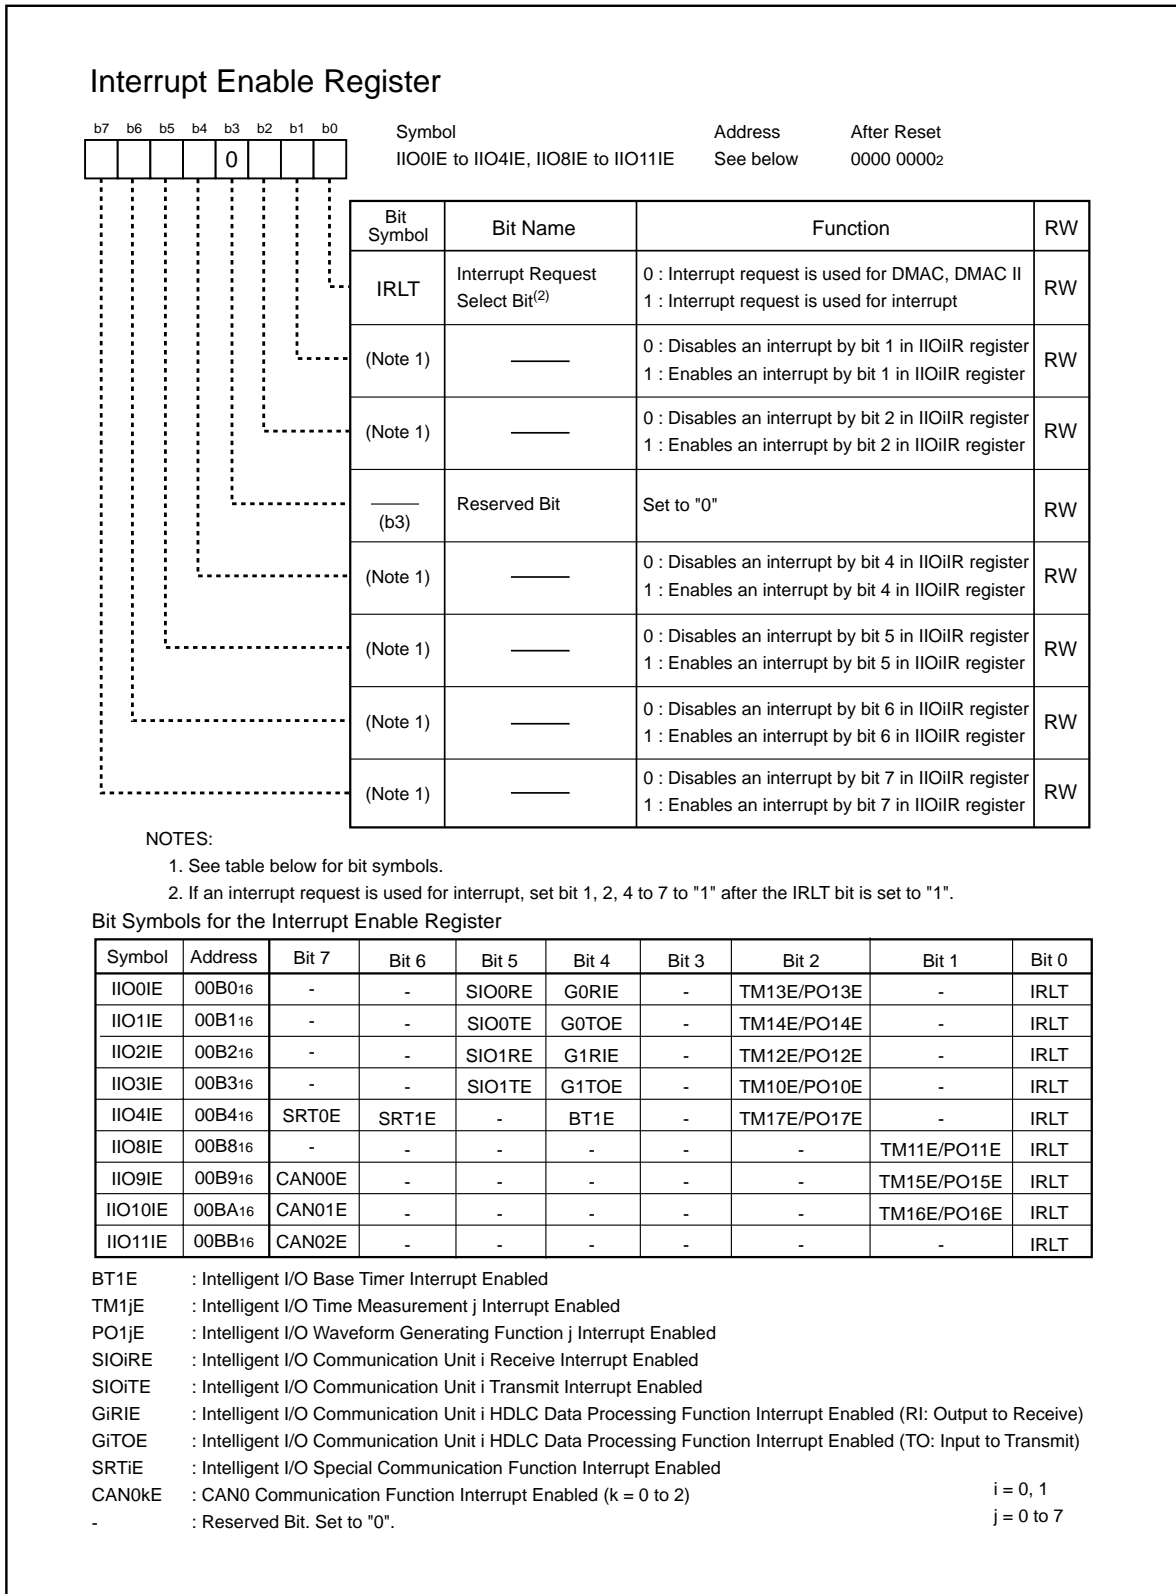 Interrupt Enable Register
b7 b6 b5 b4 b3 b2 b1 b0
0
Symbol Address After Reset
IIO0IE to IIO4IE, IIO8IE to IIO11IE See below 0000 00002
Bit Symbol Bit Name Function RW
IRLT Interrupt Request Select Bit(2) 0 : Interrupt request is used for DMAC, DMAC II RW
1 : Interrupt request is used for interrupt
(Note 1) 0 : Disables an interrupt by bit 1 in IIOiIR register RW
1 : Enables an interrupt by bit 1 in IIOiIR register
(Note 1) 0 : Disables an interrupt by bit 2 in IIOiIR register RW
1 : Enables an interrupt by bit 2 in IIOiIR register
(b3) Reserved Bit Set to "0" RW
(Note 1) 0 : Disables an interrupt by bit 4 in IIOiIR register RW
1 : Enables an interrupt by bit 4 in IIOiIR register
(Note 1) 0 : Disables an interrupt by bit 5 in IIOiIR register RW
1 : Enables an interrupt by bit 5 in IIOiIR register
(Note 1) 0 : Disables an interrupt by bit 6 in IIOiIR register RW
1 : Enables an interrupt by bit 6 in IIOiIR register
(Note 1) 0 : Disables an interrupt by bit 7 in IIOiIR register RW
1 : Enables an interrupt by bit 7 in IIOiIR register
NOTES:
1. See table below for bit symbols.
2. If an interrupt request is used for interrupt, set bit 1, 2, 4 to 7 to "1" after the IRLT bit is set to "1".
Bit Symbols for the Interrupt Enable Register
Symbol Address Bit 7 Bit 6 Bit 5 Bit 4 Bit 3 Bit 2 Bit 1 Bit 0
IIO0IE 00B016 - - SIO0RE G0RIE - TM13E/PO13E - IRLT
IIO1IE 00B116 - - SIO0TE G0TOE - TM14E/PO14E - IRLT
IIO2IE 00B216 - - SIO1RE G1RIE - TM12E/PO12E - IRLT
IIO3IE 00B316 - - SIO1TE G1TOE - TM10E/PO10E - IRLT
IIO4IE 00B416 SRT0E SRT1E - BT1E - TM17E/PO17E - IRLT
IIO8IE 00B816 - - - - - - TM11E/PO11E IRLT
IIO9IE 00B916 CAN00E - - - - - TM15E/PO15E IRLT
IIO10IE 00BA16 CAN01E - - - - - TM16E/PO16E IRLT
IIO11IE 00BB16 CAN02E - - - - - - IRLT
BT1E : Intelligent I/O Base Timer Interrupt Enabled
TM1jE : Intelligent I/O Time Measurement j Interrupt Enabled
PO1jE : Intelligent I/O Waveform Generating Function j Interrupt Enabled
SIOiRE : Intelligent I/O Communication Unit i Receive Interrupt Enabled
SIOiTE : Intelligent I/O Communication Unit i Transmit Interrupt Enabled
GiRIE : Intelligent I/O Communication Unit i HDLC Data Processing Function Interrupt Enabled (RI: Output to Receive)
GiTOE : Intelligent I/O Communication Unit i HDLC Data Processing Function Interrupt Enabled (TO: Input to Transmit)
SRTiE : Intelligent I/O Special Communication Function Interrupt Enabled
CAN0kE : CAN0 Communication Function Interrupt Enabled (k = 0 to 2) i = 0, 1
- : Reserved Bit. Set to "0". j = 0 to 7